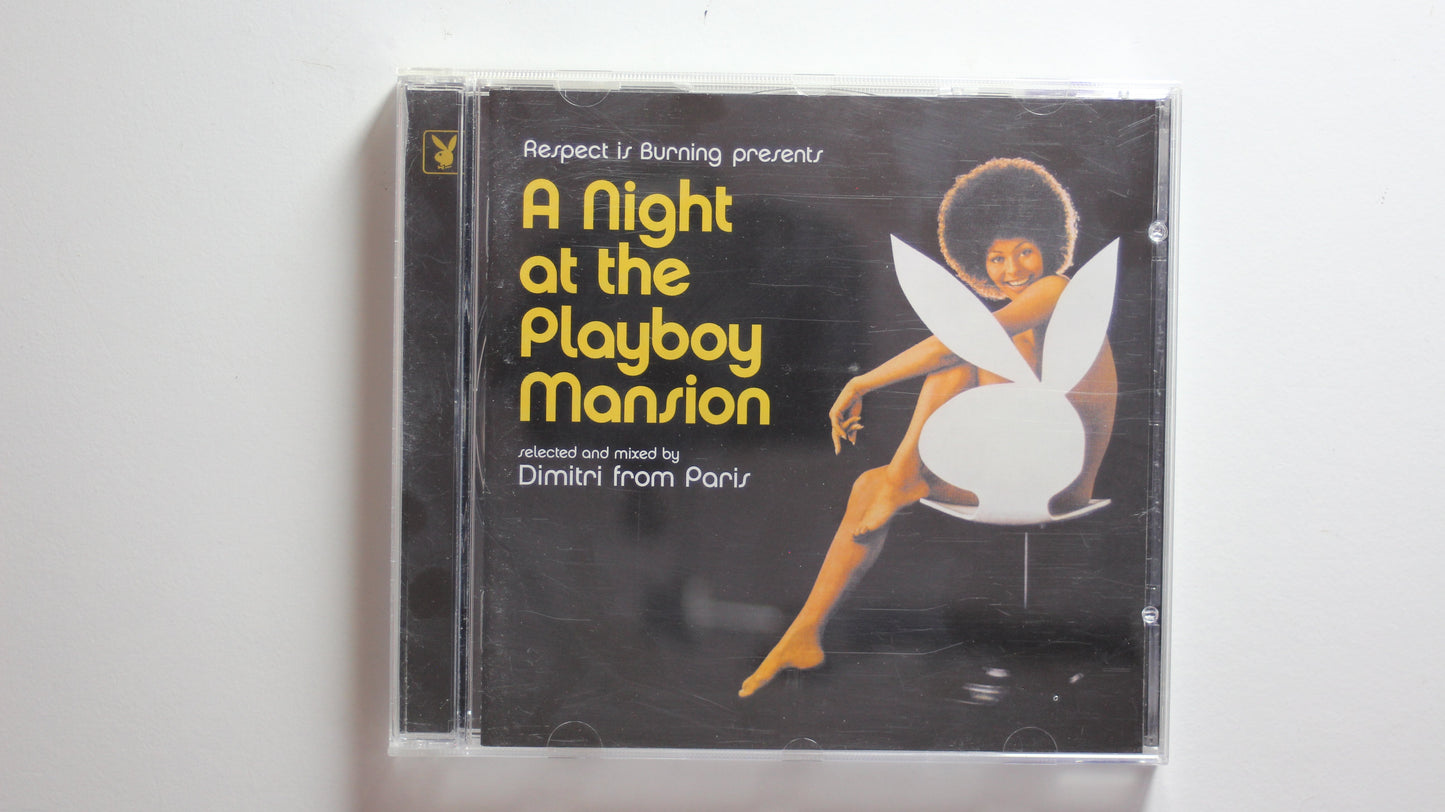 Respect is Burning presents
A Night
at the
Playboy
Mansion
selected and mixed by
Dimitri from Paris